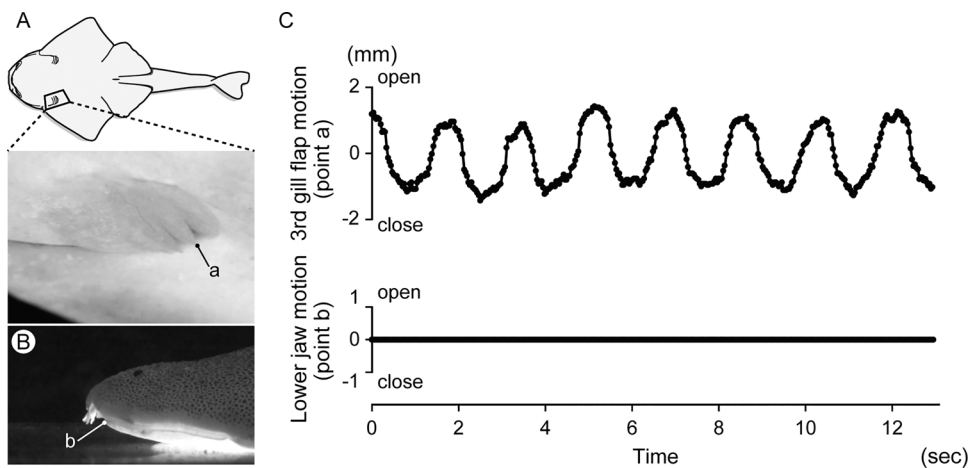 A
a
B
b
C
(mm)
3rd gill flap motion
(point a)
open
2
0
-2
close
Lower jaw motion
(point b)
open
1
0
-1
close
0 2 4 6 8 10 12
Time (sec)